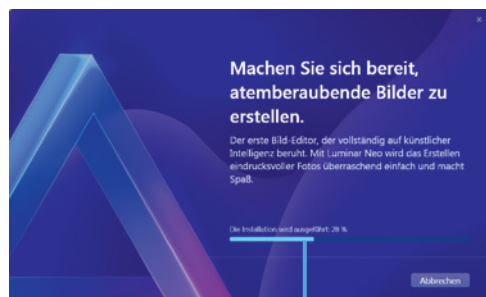 Machen Sie sich bereit,
atemberaubende Bilder zu
erstellen.
Der erste Bild-Editor, der vollständig auf künstlicher
Intelligenz beruht. Mit Luminar Neo wird das Erstellen
eindrucksvoller Fotos überraschend einfach und macht
Spaß.
Die Installation wird ausgeführt: 28 %
Abbrechen